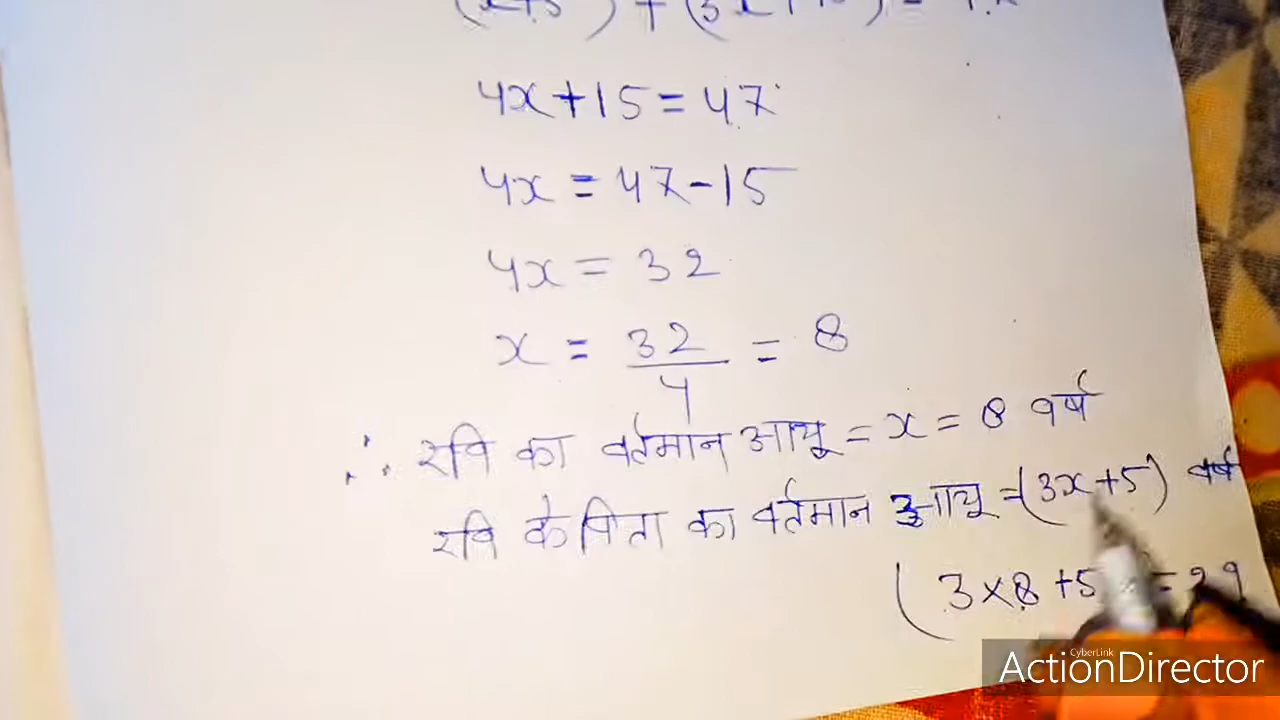 4x+15=47
4x = 47-15
4x = 32
x = 32/4 = 8
∴ रवि का वर्तमान आयू = x = 8 वर्ष
रवि के पिता का वर्तमान आयू =(3x+5) वर्ष
(3×8+5 = 29
CyberLink
ActionDirector